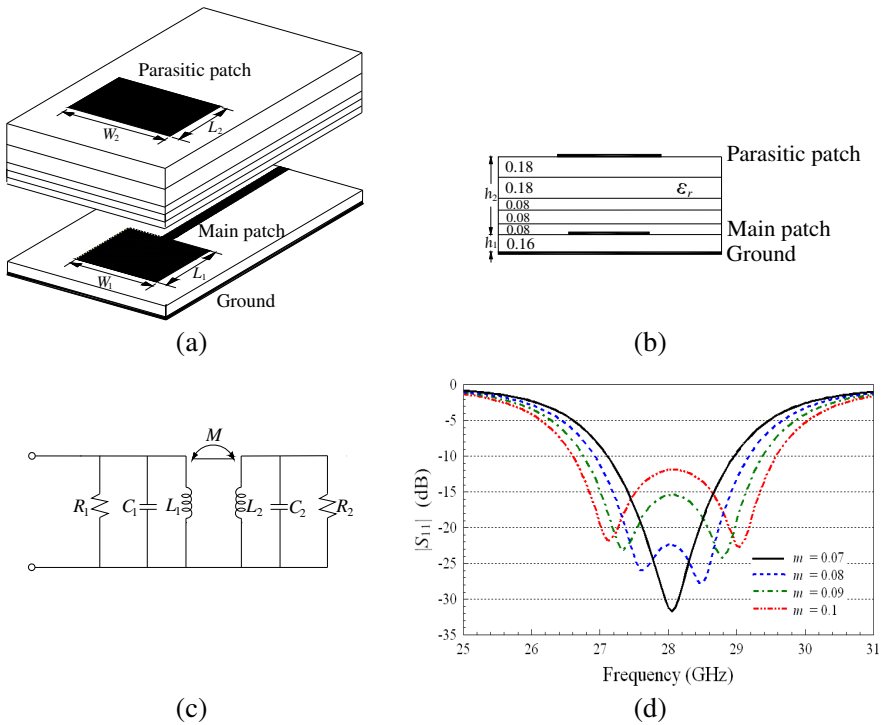 Parasitic patch
W2
L2
Main patch
W1
L1
Ground
(a)
Parasitic patch
0.18
h2
0.18
εr
0.08
0.08
0.08
Main patch
h1
0.16
Ground
(b)
M
R1
C1
L1
L2
C2
R2
(c)
0
-5
-10
-15
-20
-25
-30
-35
|S11| (dB)
m = 0.07
m = 0.08
m = 0.09
m = 0.1
25
26
27
28
29
30
31
Frequency (GHz)
(d)